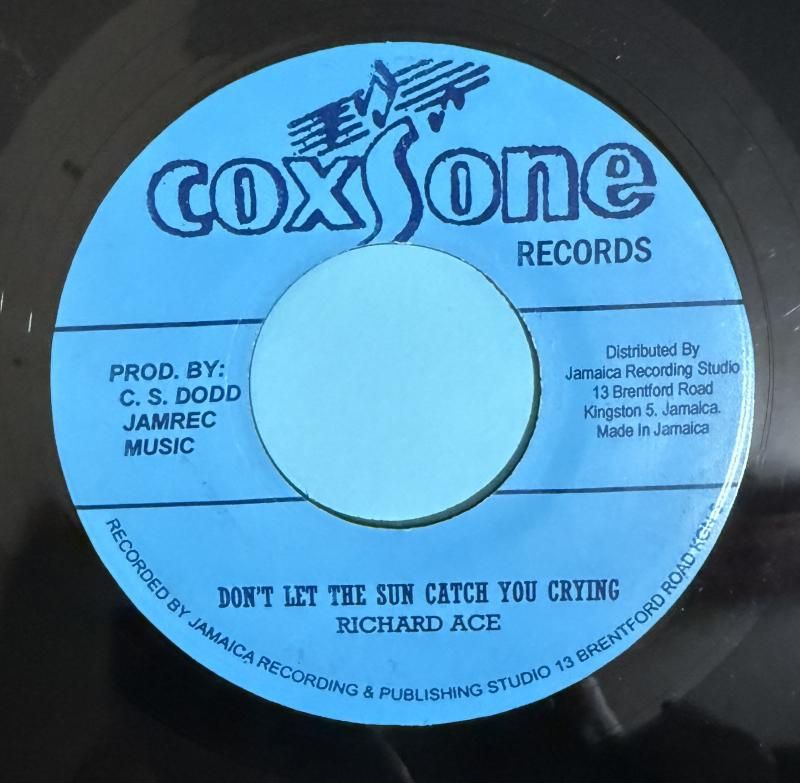 coxSone
RECORDS
PROD. BY:
C. S. DODD
JAMREC
MUSIC
Distributed By
Jamaica Recording Studio
13 Brentford Road
Kingston 5. Jamaica.
Made In Jamaica
DON'T LET THE SUN CATCH YOU CRYING
RICHARD ACE
RECORDED BY JAMAICA RECORDING & PUBLISHING STUDIO 13 BRENTFORD ROAD